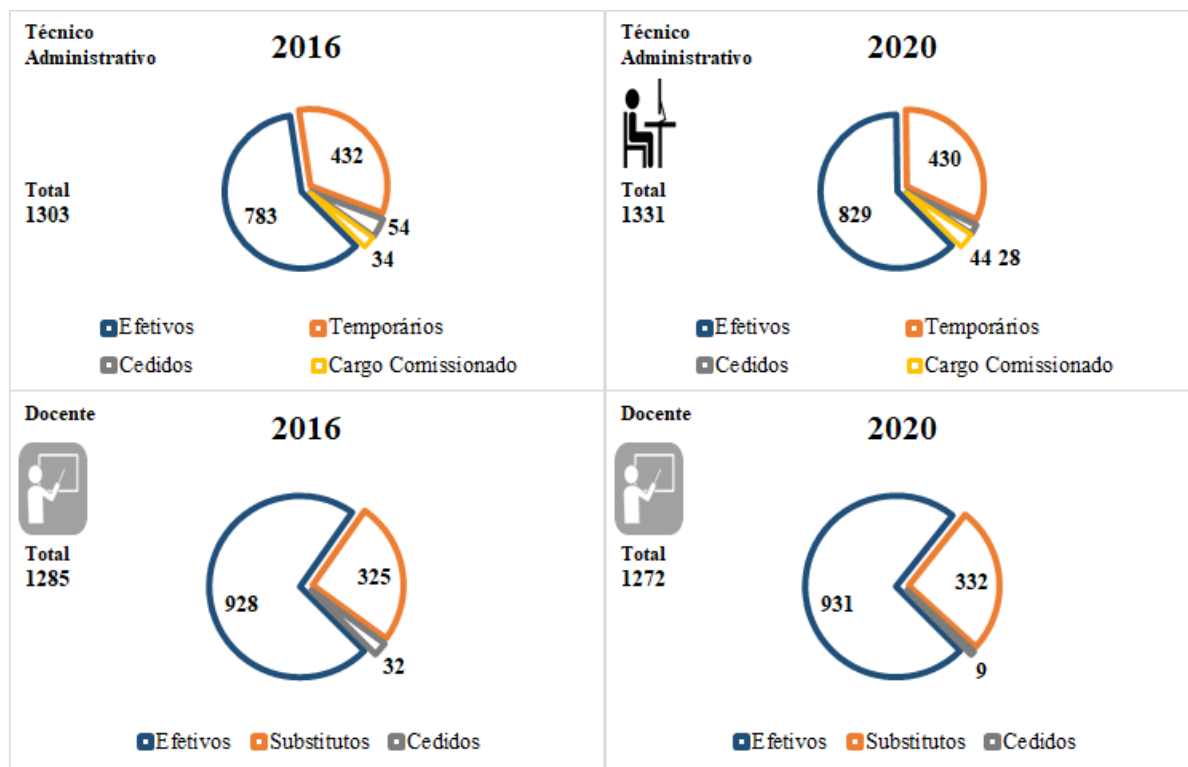 Técnico
Administrativo
2016
Total
1303
432
783
54
34
Efetivos
Temporários
Cedidos
Cargo Comissionado
Técnico
Administrativo
2020
Total
1331
430
829
44 28
Efetivos
Temporários
Cedidos
Cargo Comissionado
Docente
2016
Total
1285
325
928
32
Efetivos Substitutos Cedidos
Docente
2020
Total
1272
332
931
9
Efetivos Substitutos Cedidos